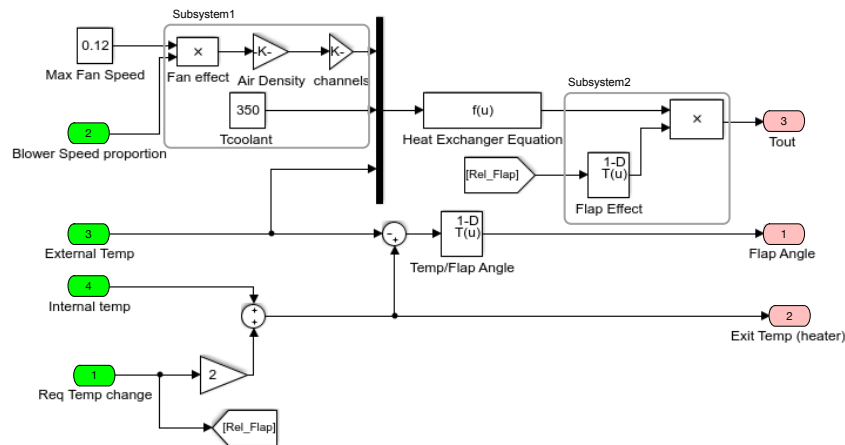 Subsystem1
0.12
Max Fan Speed
×
Fan effect
-K-
Air Density
K-
channels
350
Tcoolant
2
Blower Speed proportion
f(u)
Heat Exchanger Equation
Subsystem2
×
[Rel_Flap]
1-D
T(u)
Flap Effect
3
Tout
3
External Temp
-
+
1-D
T(u)
Temp/Flap Angle
1
Flap Angle
4
Internal temp
+
+
2
Exit Temp (heater)
1
Req Temp change
2
[Rel_Flap]